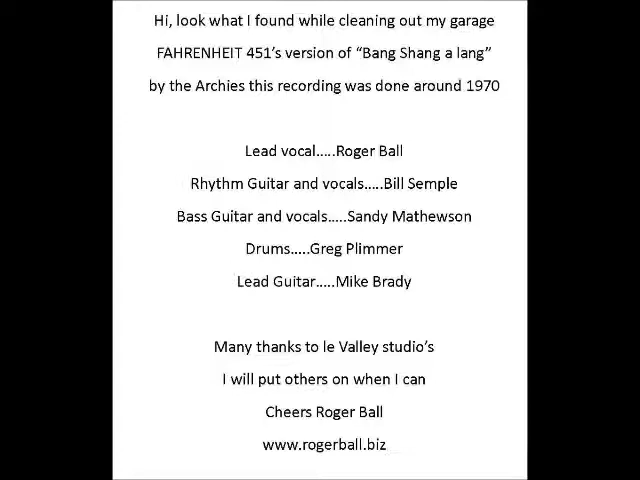 Hi, look what I found while cleaning out my garage
FAHRENHEIT 451’s version of “Bang Shang a lang”
by the Archies this recording was done around 1970
Lead vocal.....Roger Ball
Rhythm Guitar and vocals.....Bill Semple
Bass Guitar and vocals.....Sandy Mathewson
Drums.....Greg Plimmer
Lead Guitar.....Mike Brady
Many thanks to le Valley studio’s
I will put others on when I can
Cheers Roger Ball
www.rogerball.biz